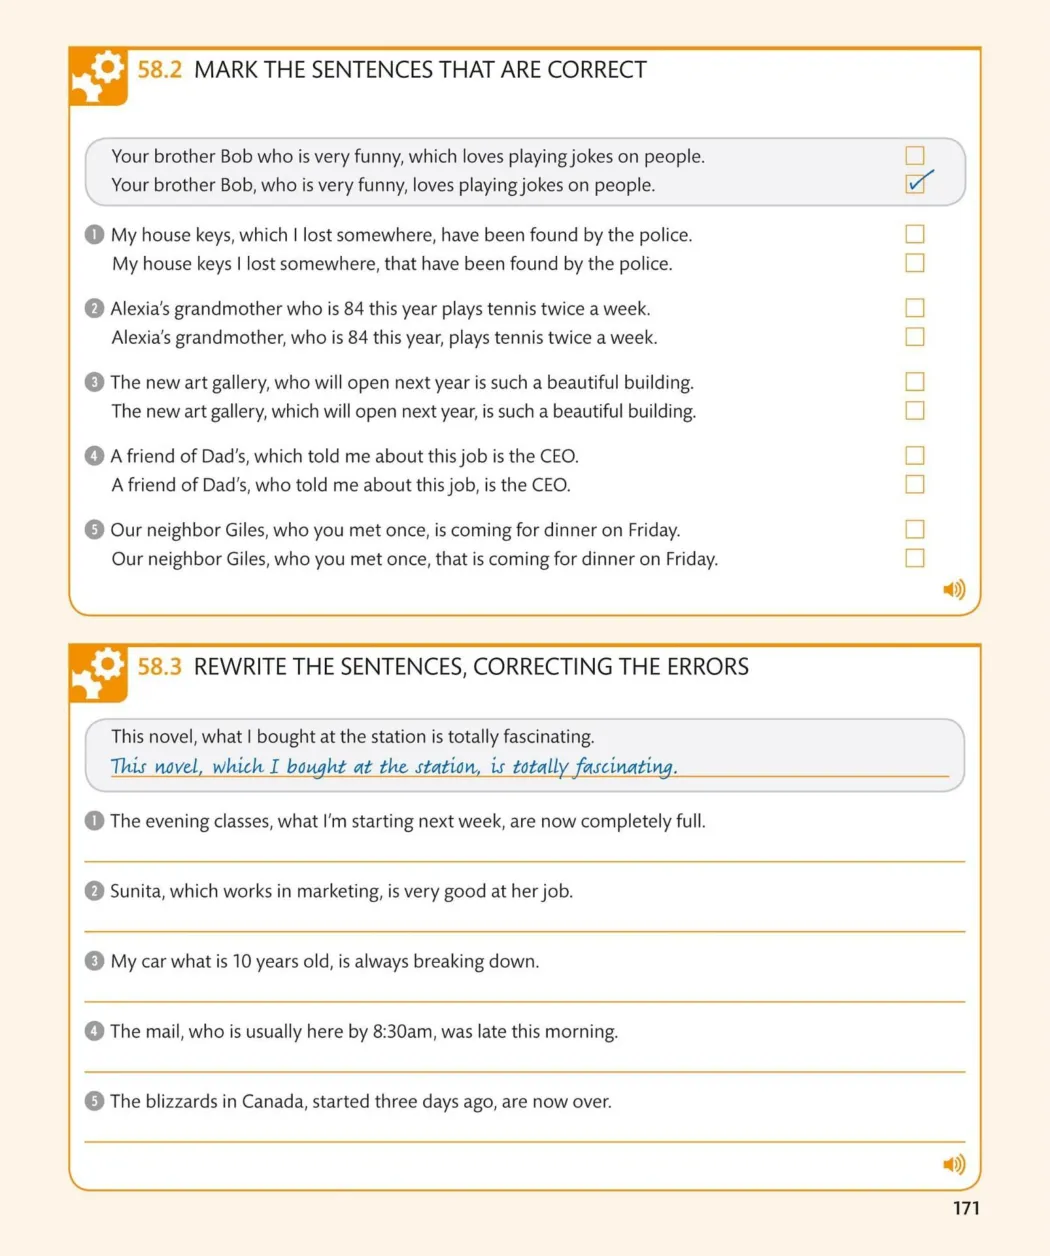 58.2 MARK THE SENTENCES THAT ARE CORRECT
Your brother Bob who is very funny, which loves playing jokes on people.
Your brother Bob, who is very funny, loves playing jokes on people.
1 My house keys, which I lost somewhere, have been found by the police.
My house keys I lost somewhere, that have been found by the police.
2 Alexia's grandmother who is 84 this year plays tennis twice a week.
Alexia's grandmother, who is 84 this year, plays tennis twice a week.
3 The new art gallery, who will open next year is such a beautiful building.
The new art gallery, which will open next year, is such a beautiful building.
4 A friend of Dad's, which told me about this job is the CEO.
A friend of Dad's, who told me about this job, is the CEO.
5 Our neighbor Giles, who you met once, is coming for dinner on Friday.
Our neighbor Giles, who you met once, that is coming for dinner on Friday.
58.3 REWRITE THE SENTENCES, CORRECTING THE ERRORS
This novel, what I bought at the station is totally fascinating.
This novel, which I bought at the station, is totally fascinating.
1 The evening classes, what I'm starting next week, are now completely full.
2 Sunita, which works in marketing, is very good at her job.
3 My car what is 10 years old, is always breaking down.
4 The mail, who is usually here by 8:30am, was late this morning.
5 The blizzards in Canada, started three days ago, are now over.
171